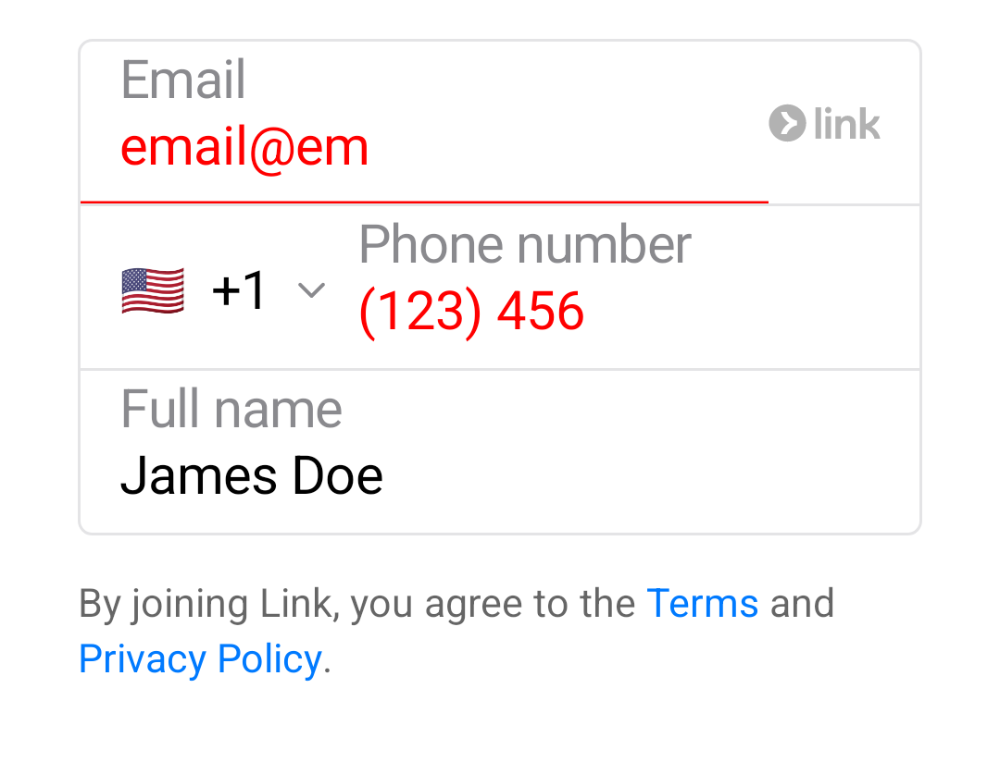 Email
email@em
link
Phone number
+1
(123) 456
Full name
James Doe
By joining Link, you agree to the Terms and
Privacy Policy.